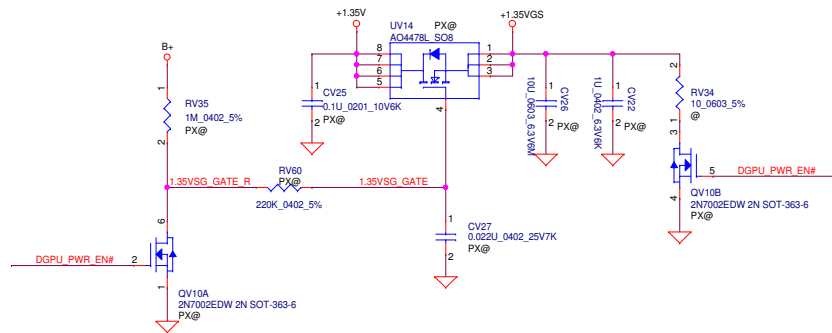 +1.35V
UV14 PX@
AO4478L_SO8
+1.35VGS
B+
8
7
6
5
1
2
3
4
1
RV35
1M_0402_5%
PX@
2
1
CV25
0.1U_0201_10V6K
2
PX@
1
CV26
10U_0603_6.3V6M
2
PX@
1
CV22
1U_0402_6.3V6K
2
PX@
2
RV34
10_0603_5%
@
1
3
DGPU_PWR_EN#
5
4
QV10B
2N7002EDW 2N SOT-363-6
PX@
RV60
PX@
1.35VSG_GATE_R
1.35VSG_GATE
220K_0402_5%
1
CV27
0.022U_0402_25V7K
PX@
2
6
DGPU_PWR_EN#
2
1
QV10A
2N7002EDW 2N SOT-363-6
PX@